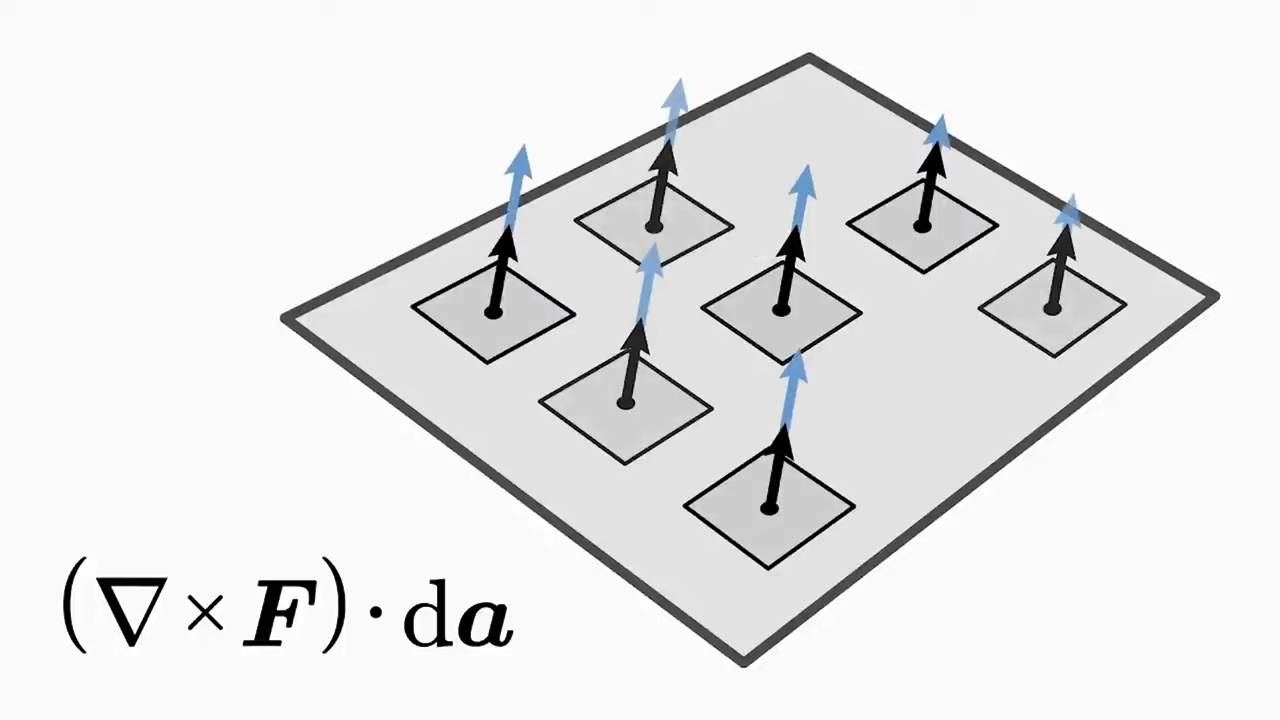 (∇ × F) · da